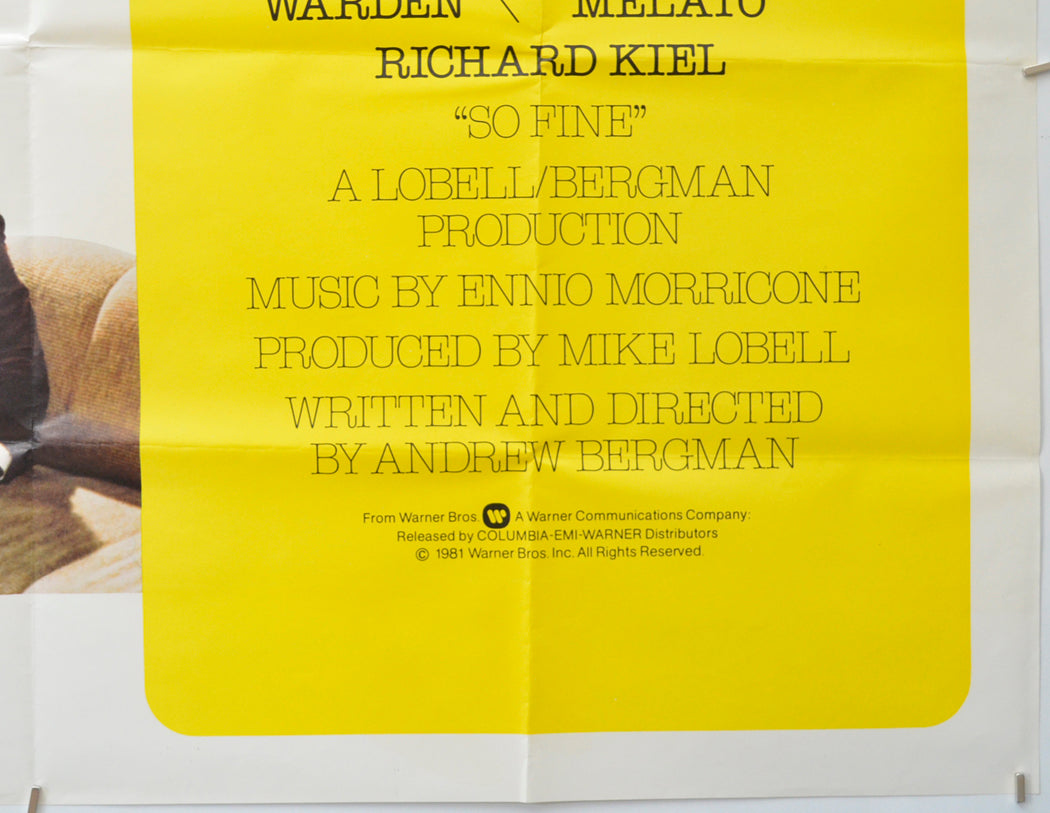 WARDEN \ MELATO
RICHARD KIEL
“SO FINE”
A LOBELL/BERGMAN
PRODUCTION
MUSIC BY ENNIO MORRICONE
PRODUCED BY MIKE LOBELL
WRITTEN AND DIRECTED
BY ANDREW BERGMAN
From Warner Bros. W A Warner Communications Company:
Released by COLUMBIA-EMI-WARNER Distributors
© 1981 Warner Bros. Inc. All Rights Reserved.